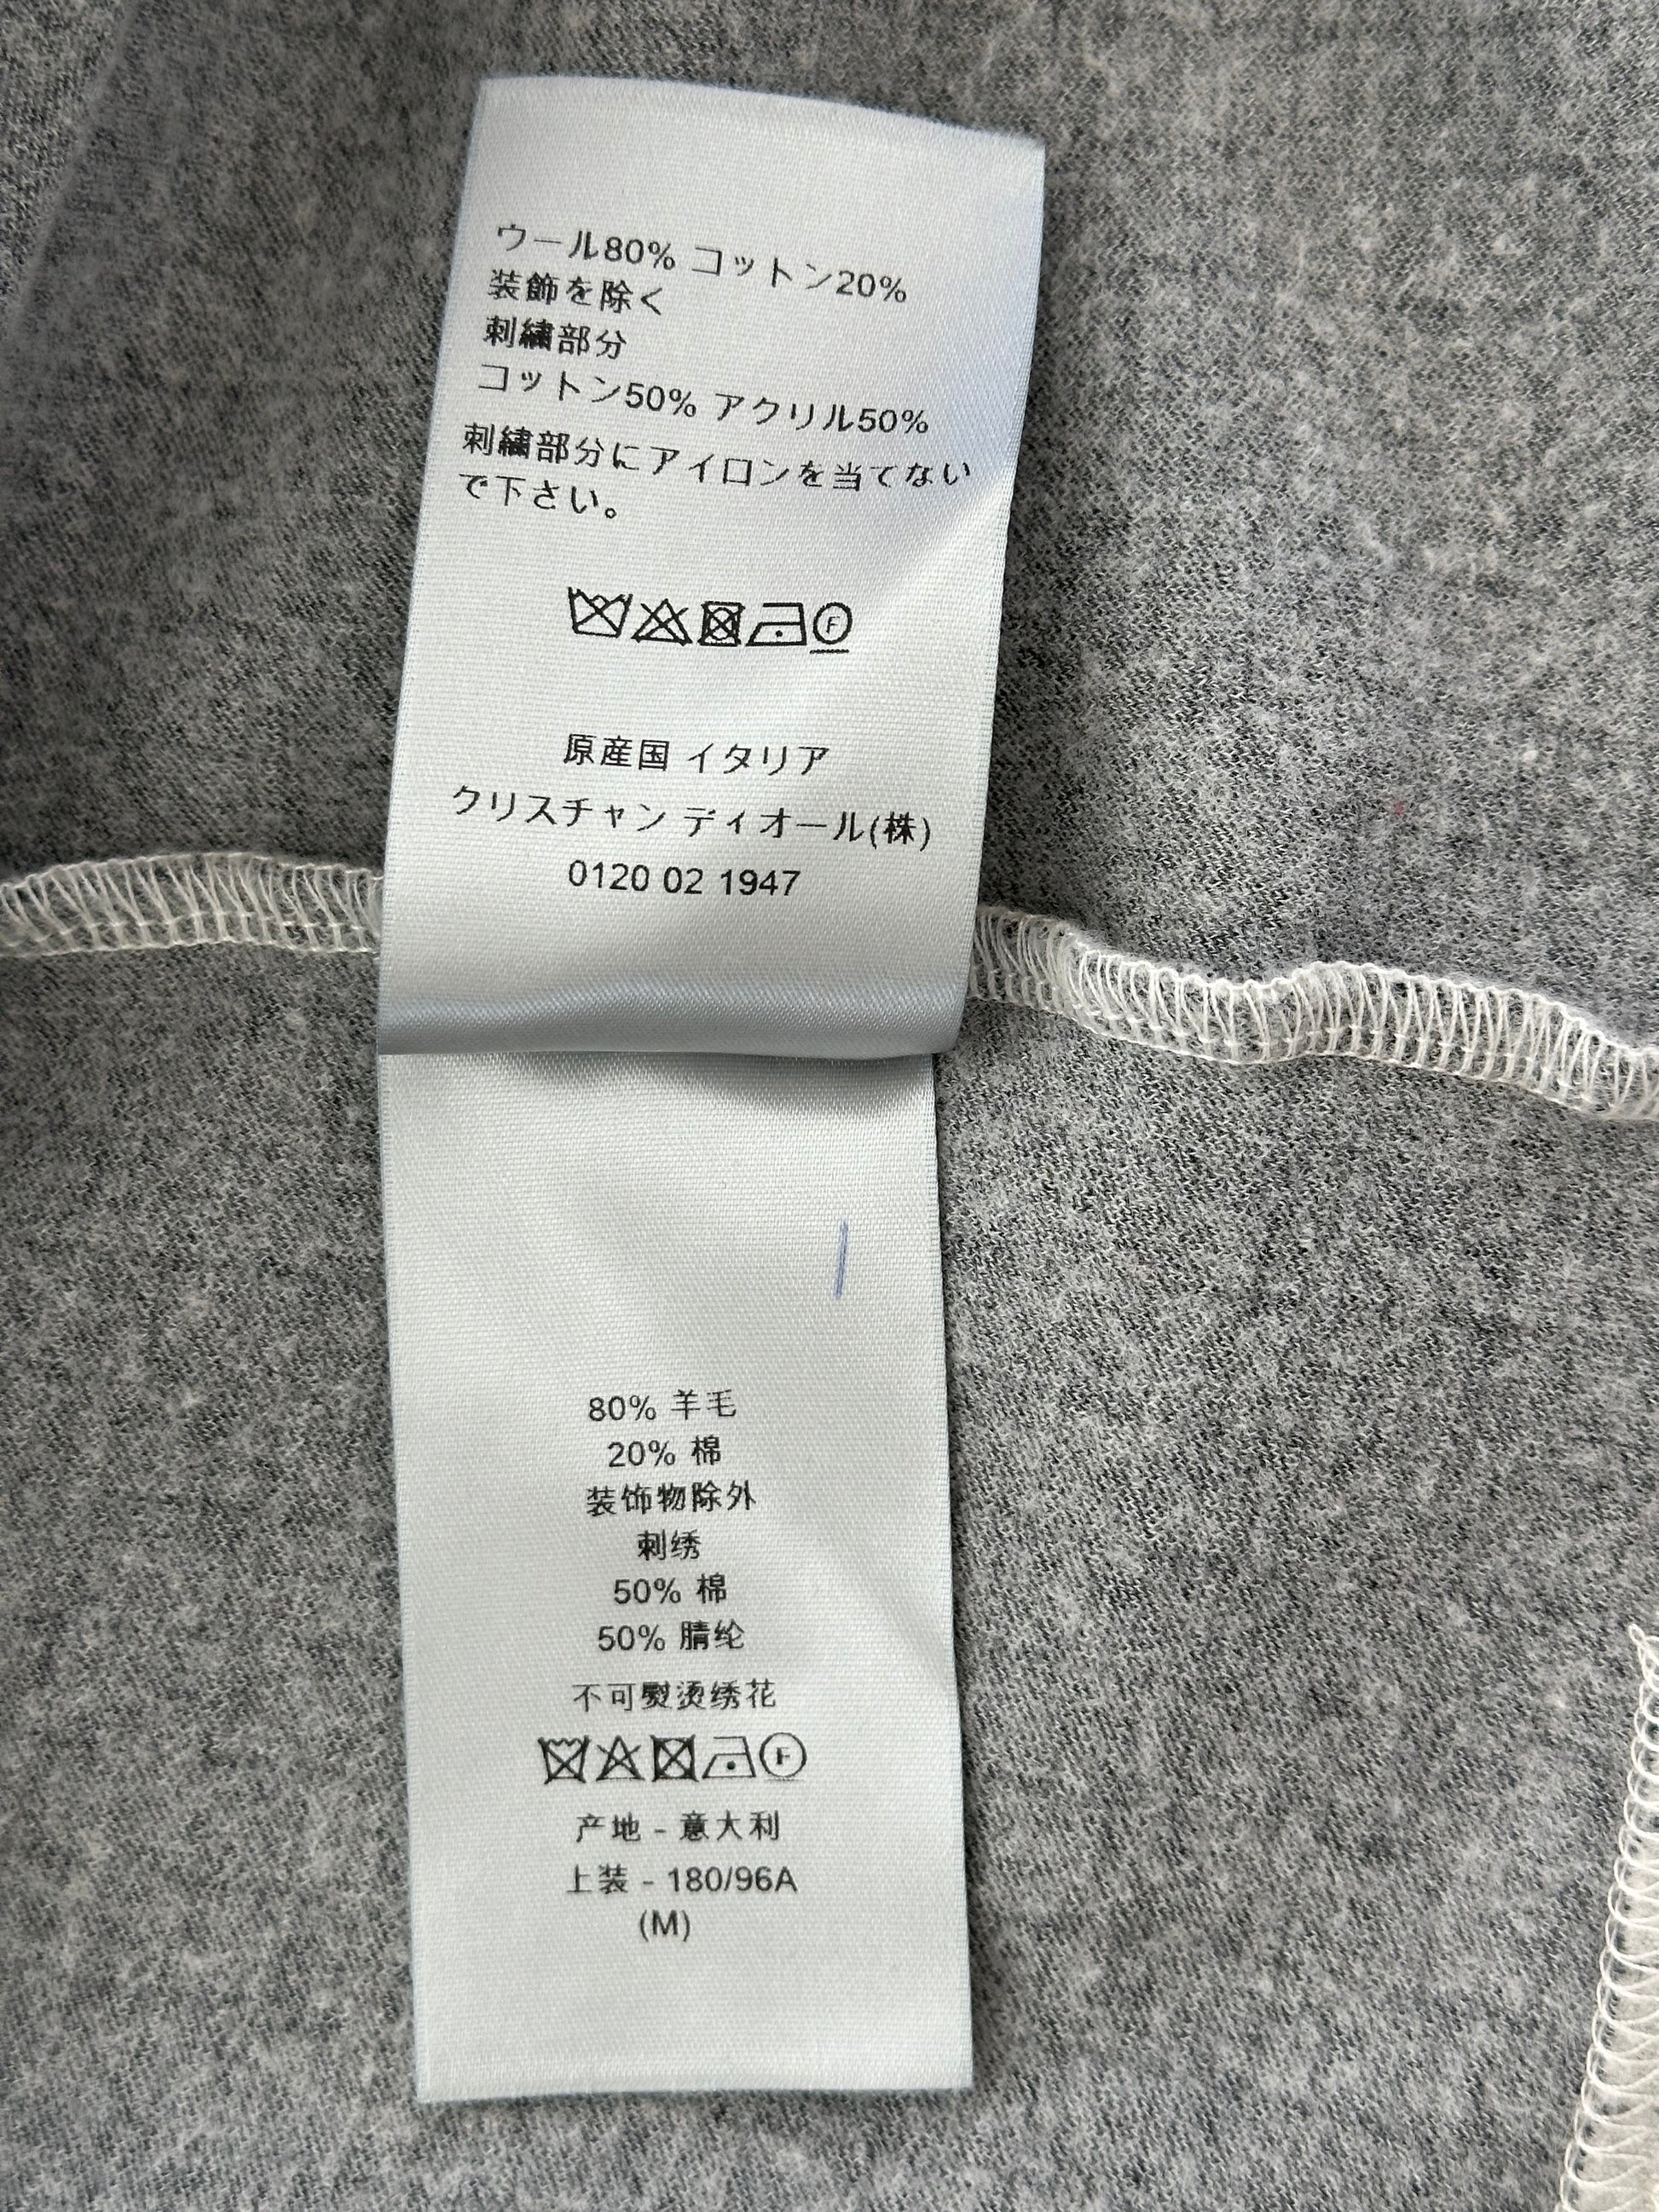 ウール80% コットン20%
装飾を除く
刺繍部分
コットン50% アクリル50%
刺繍部分にアイロンを当てない
で下さい。
F
原産国 イタリア
クリスチャン ディオール(株)
0120 02 1947
80% 羊毛
20% 棉
装饰物除外
刺绣
50% 棉
50% 腈纶
不可熨烫绣花
F
产地 - 意大利
上装 - 180/96A
(M)